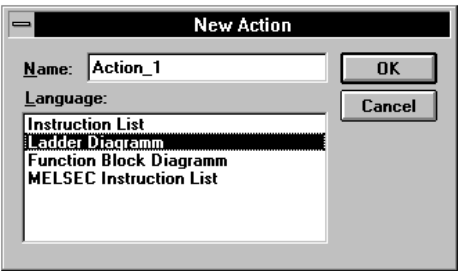 New Action
Name: Action_1
OK
Language:
Cancel
Instruction List
Ladder Diagramm
Function Block Diagramm
MELSEC Instruction List